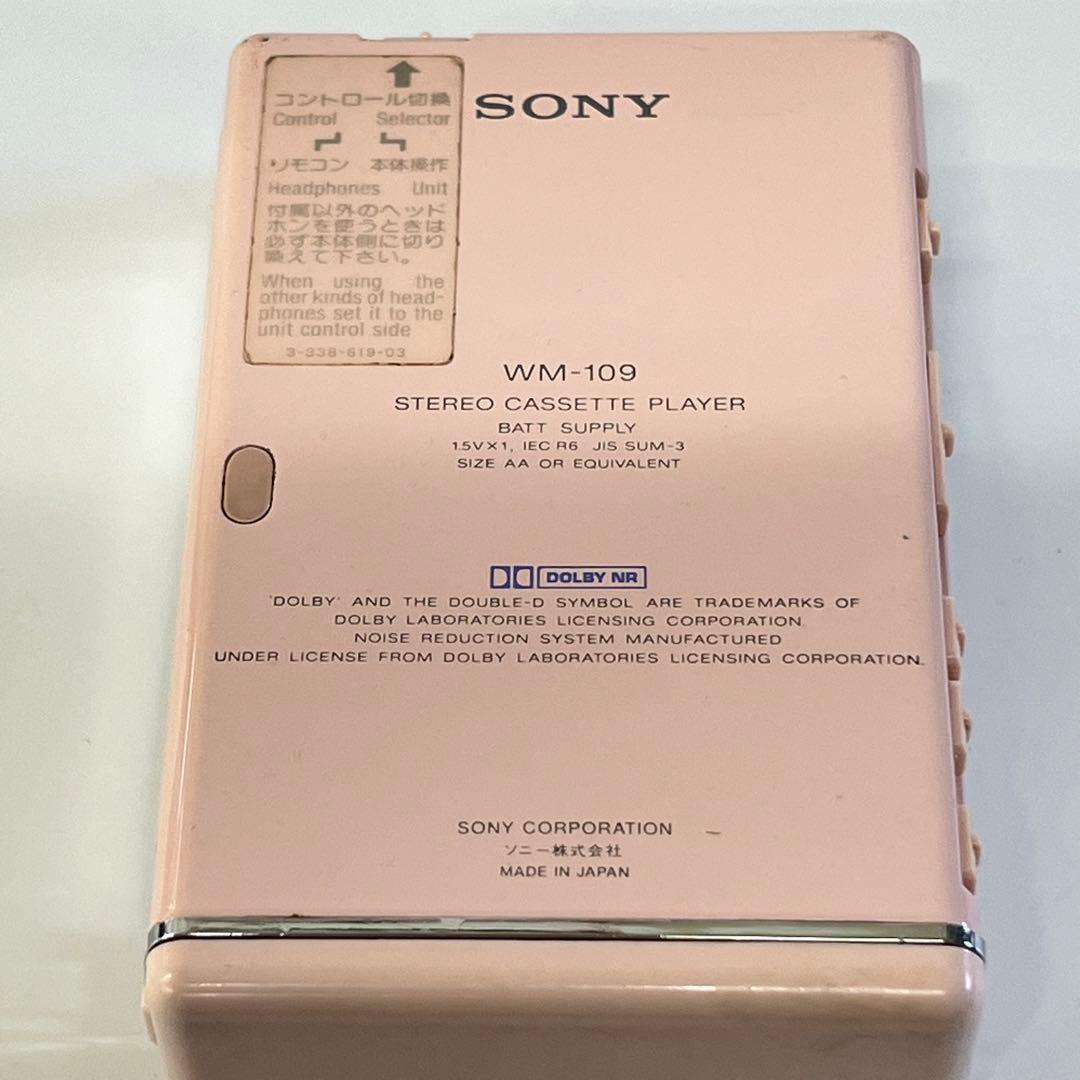 コントロール切換
Control Selector
リモコン 本体操作
Headphones Unit
付属以外のヘッド
ホンを使うときは
必ず本体側に切り
換えて下さい。
When using the
other kinds of head-
phones set it to the
unit control side
3-338-619-03
SONY
WM-109
STEREO CASSETTE PLAYER
BATT SUPPLY
1.5V×1, IEC R6 JIS SUM-3
SIZE AA OR EQUIVALENT
DOLBY NR
'DOLBY' AND THE DOUBLE-D SYMBOL ARE TRADEMARKS OF
DOLBY LABORATORIES LICENSING CORPORATION.
NOISE REDUCTION SYSTEM MANUFACTURED
UNDER LICENSE FROM DOLBY LABORATORIES LICENSING CORPORATION.
SONY CORPORATION
ソニー株式会社
MADE IN JAPAN